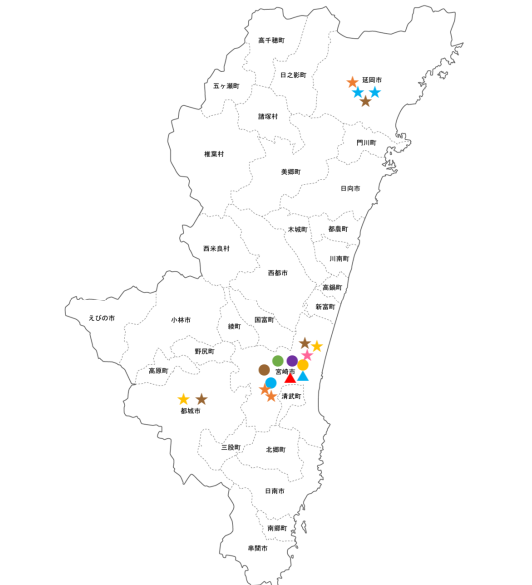 高千穂町
日之影町
延岡市
五ヶ瀬町
諸塚村
門川町
椎葉村
美郷町
日向市
木城町
都農町
西米良村
川南町
西都市
高鍋町
新富町
えびの市
小林市
国富町
綾町
野尻町
高原町
宮崎市
清武町
都城市
三股町
北郷町
日南市
南郷町
串間市